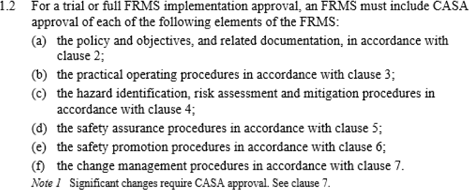 1.2 For a trial or full FRMS implementation approval, an FRMS must include CASA
approval of each of the following elements of the FRMS:
(a) the policy and objectives, and related documentation, in accordance with
clause 2;
(b) the practical operating procedures in accordance with clause 3;
(c) the hazard identification, risk assessment and mitigation procedures in
accordance with clause 4;
(d) the safety assurance procedures in accordance with clause 5;
(e) the safety promotion procedures in accordance with clause 6;
(f) the change management procedures in accordance with clause 7.
Note 1 Significant changes require CASA approval. See clause 7.